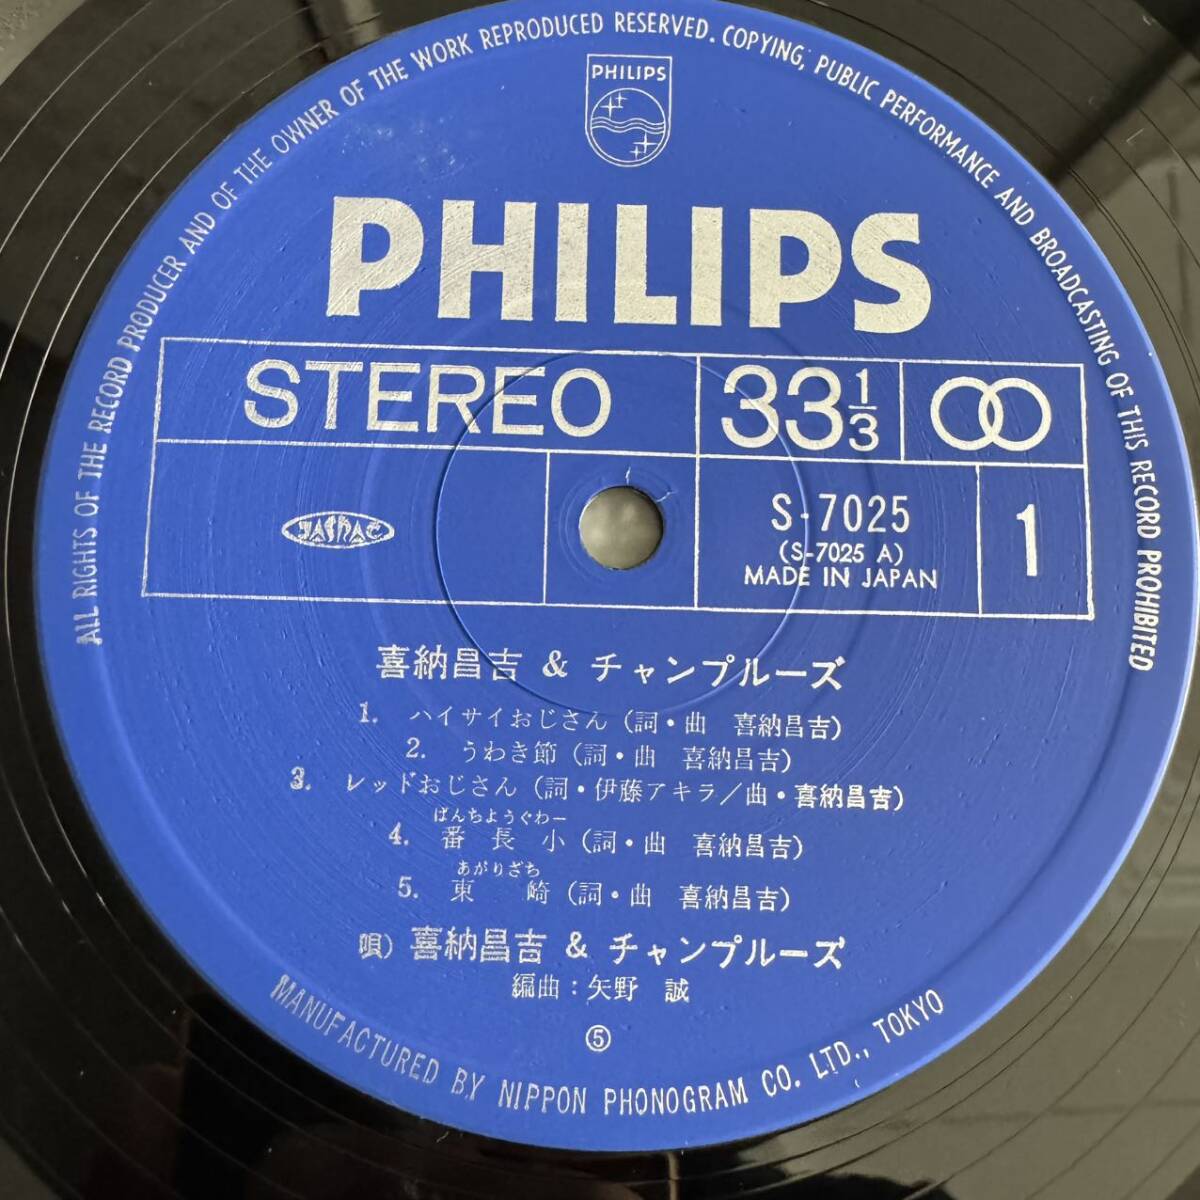 ALL RIGHTS OF THE RECORD PRODUCER AND OF THE OWNER OF THE WORK REPRODUCED RESERVED. COPYING, PUBLIC PERFORMANCE AND BROADCASTING OF THIS RECORD PROHIBITED
PHILIPS
PHILIPS
STEREO
33 1/3
JASRAC
S-7025
(S-7025 A)
MADE IN JAPAN
1
喜納昌吉 & チャンプルーズ
1. ハイサイおじさん (詞・曲 喜納昌吉)
2. うわき節 (詞・曲 喜納昌吉)
3. レッドおじさん (詞・伊藤アキラ/曲・喜納昌吉)
ばんちようぐわー
4. 番長小 (詞・曲 喜納昌吉)
あがりざち
5. 東崎 (詞・曲 喜納昌吉)
唄) 喜納昌吉 & チャンプルーズ
編曲:矢野 誠
⑤
MANUFACTURED BY NIPPON PHONOGRAM CO. LTD., TOKYO